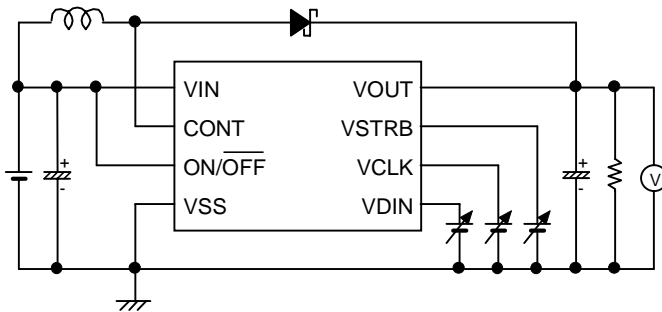 VIN
CONT
ON/OFF
VSS
VOUT
VSTRB
VCLK
VDIN
+
-
+
-
V